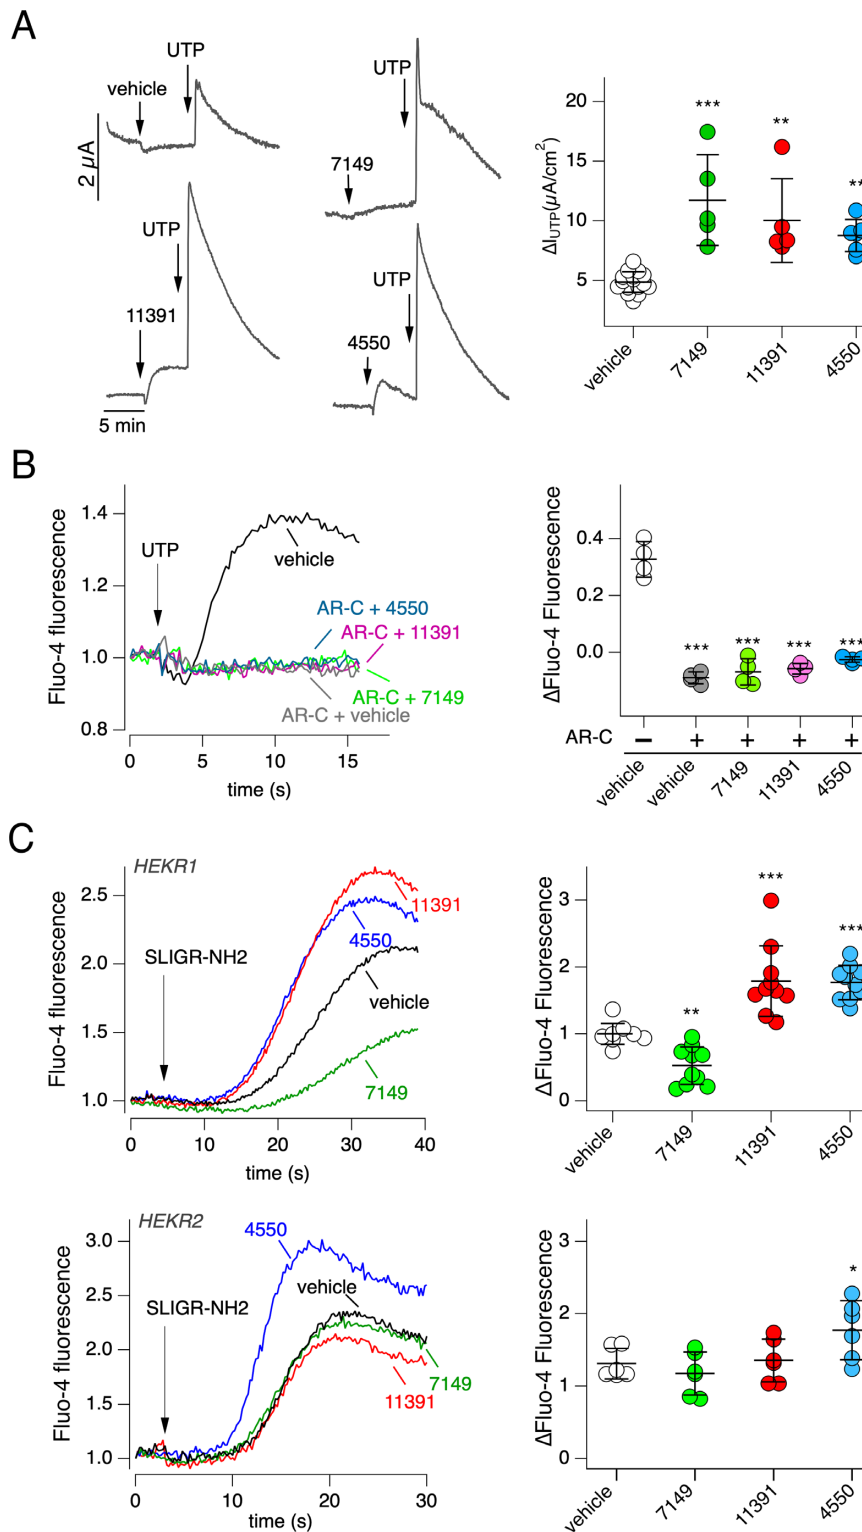 A
UTP
vehicle
2 µA
UTP
7149
UTP
11391
5 min
UTP
4550
ΔIUTP(µA/cm2)
20
15
10
5
***
**
**
vehicle
7149
11391
4550
B
Fluo-4 fluorescence
1.4
1.2
1.0
0.8
UTP
vehicle
AR-C + 4550
AR-C + 11391
AR-C + 7149
AR-C + vehicle
0 5 10 15
time (s)
ΔFluo-4 Fluorescence
0.4
0.2
0.0
*** *** *** ***
AR-C − + + + +
vehicle
vehicle
7149
11391
4550
C
HEKR1
Fluo-4 fluorescence
2.5
2.0
1.5
1.0
SLIGR-NH2
11391
4550
vehicle
7149
0 10 20 30 40
time (s)
ΔFluo-4 Fluorescence
3
2
1
0
**
***
***
vehicle
7149
11391
4550
HEKR2
Fluo-4 fluorescence
3.0
2.5
2.0
1.5
1.0
SLIGR-NH2
4550
vehicle
7149
11391
0 10 20 30
time (s)
ΔFluo-4 Fluorescence
3
2
1
0
*
vehicle
7149
11391
4550